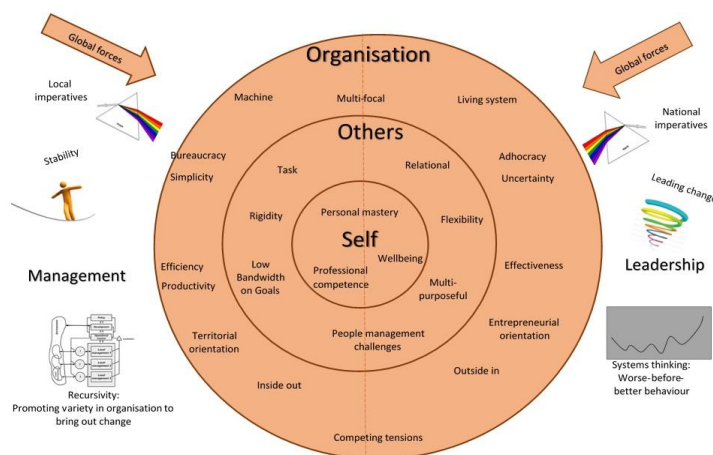 Global forces
Global forces
Organisation
Local
imperatives
Machine
Multi-focal
Living system
National
imperatives
Others
Stability
Bureaucracy
Simplicity
Task
Relational
Adhocracy
Uncertainty
Leading change
Rigidity
Personal mastery
Flexibility
Self
Management
Efficiency
Productivity
Low
Bandwidth
on Goals
Professional
competence
Wellbeing
Multi-
purposeful
Effectiveness
Leadership
Territorial
orientation
People management
challenges
Entrepreneurial
orientation
Recursivity:
Promoting variety in organisation to
bring out change
Inside out
Outside in
Systems thinking:
Worse-before-
better behaviour
Competing tensions